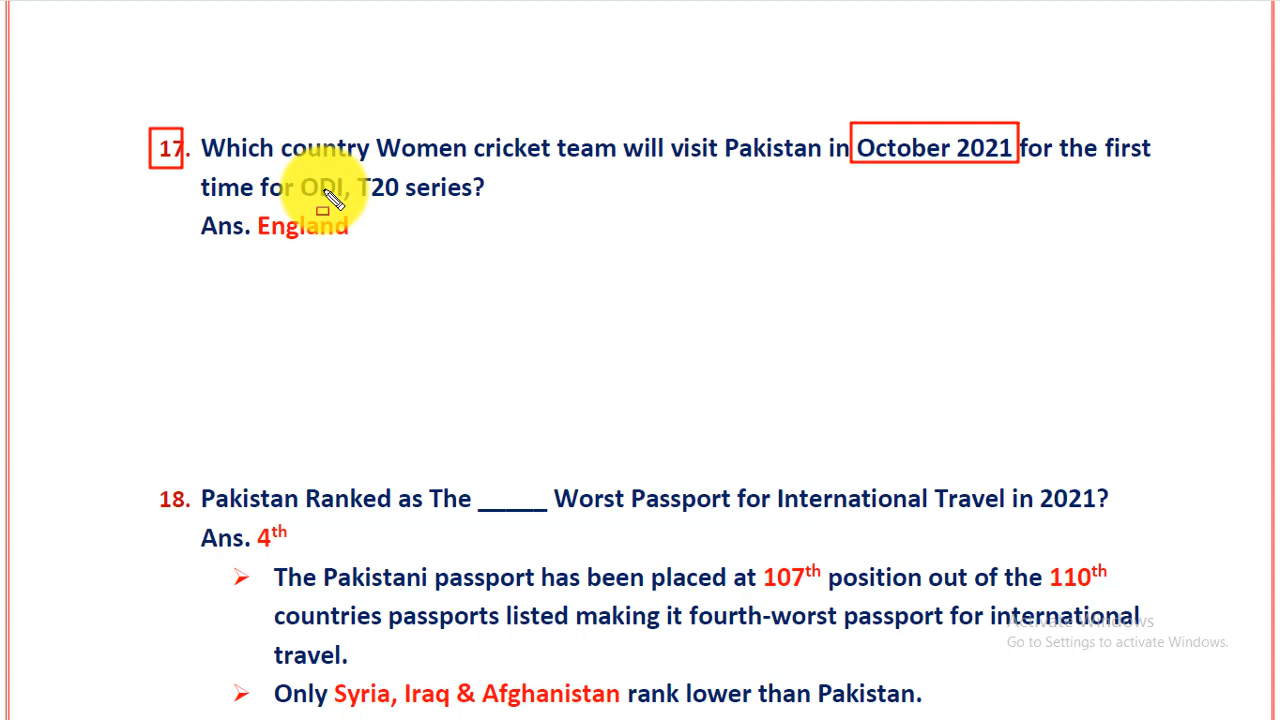 17. Which country Women cricket team will visit Pakistan in October 2021 for the first
time for ODI, T20 series?
Ans. England
18. Pakistan Ranked as The _____ Worst Passport for International Travel in 2021?
Ans. 4th
➢ The Pakistani passport has been placed at 107th position out of the 110th
countries passports listed making it fourth-worst passport for international
travel.
➢ Only Syria, Iraq & Afghanistan rank lower than Pakistan.
Activate Windows
Go to Settings to activate Windows.